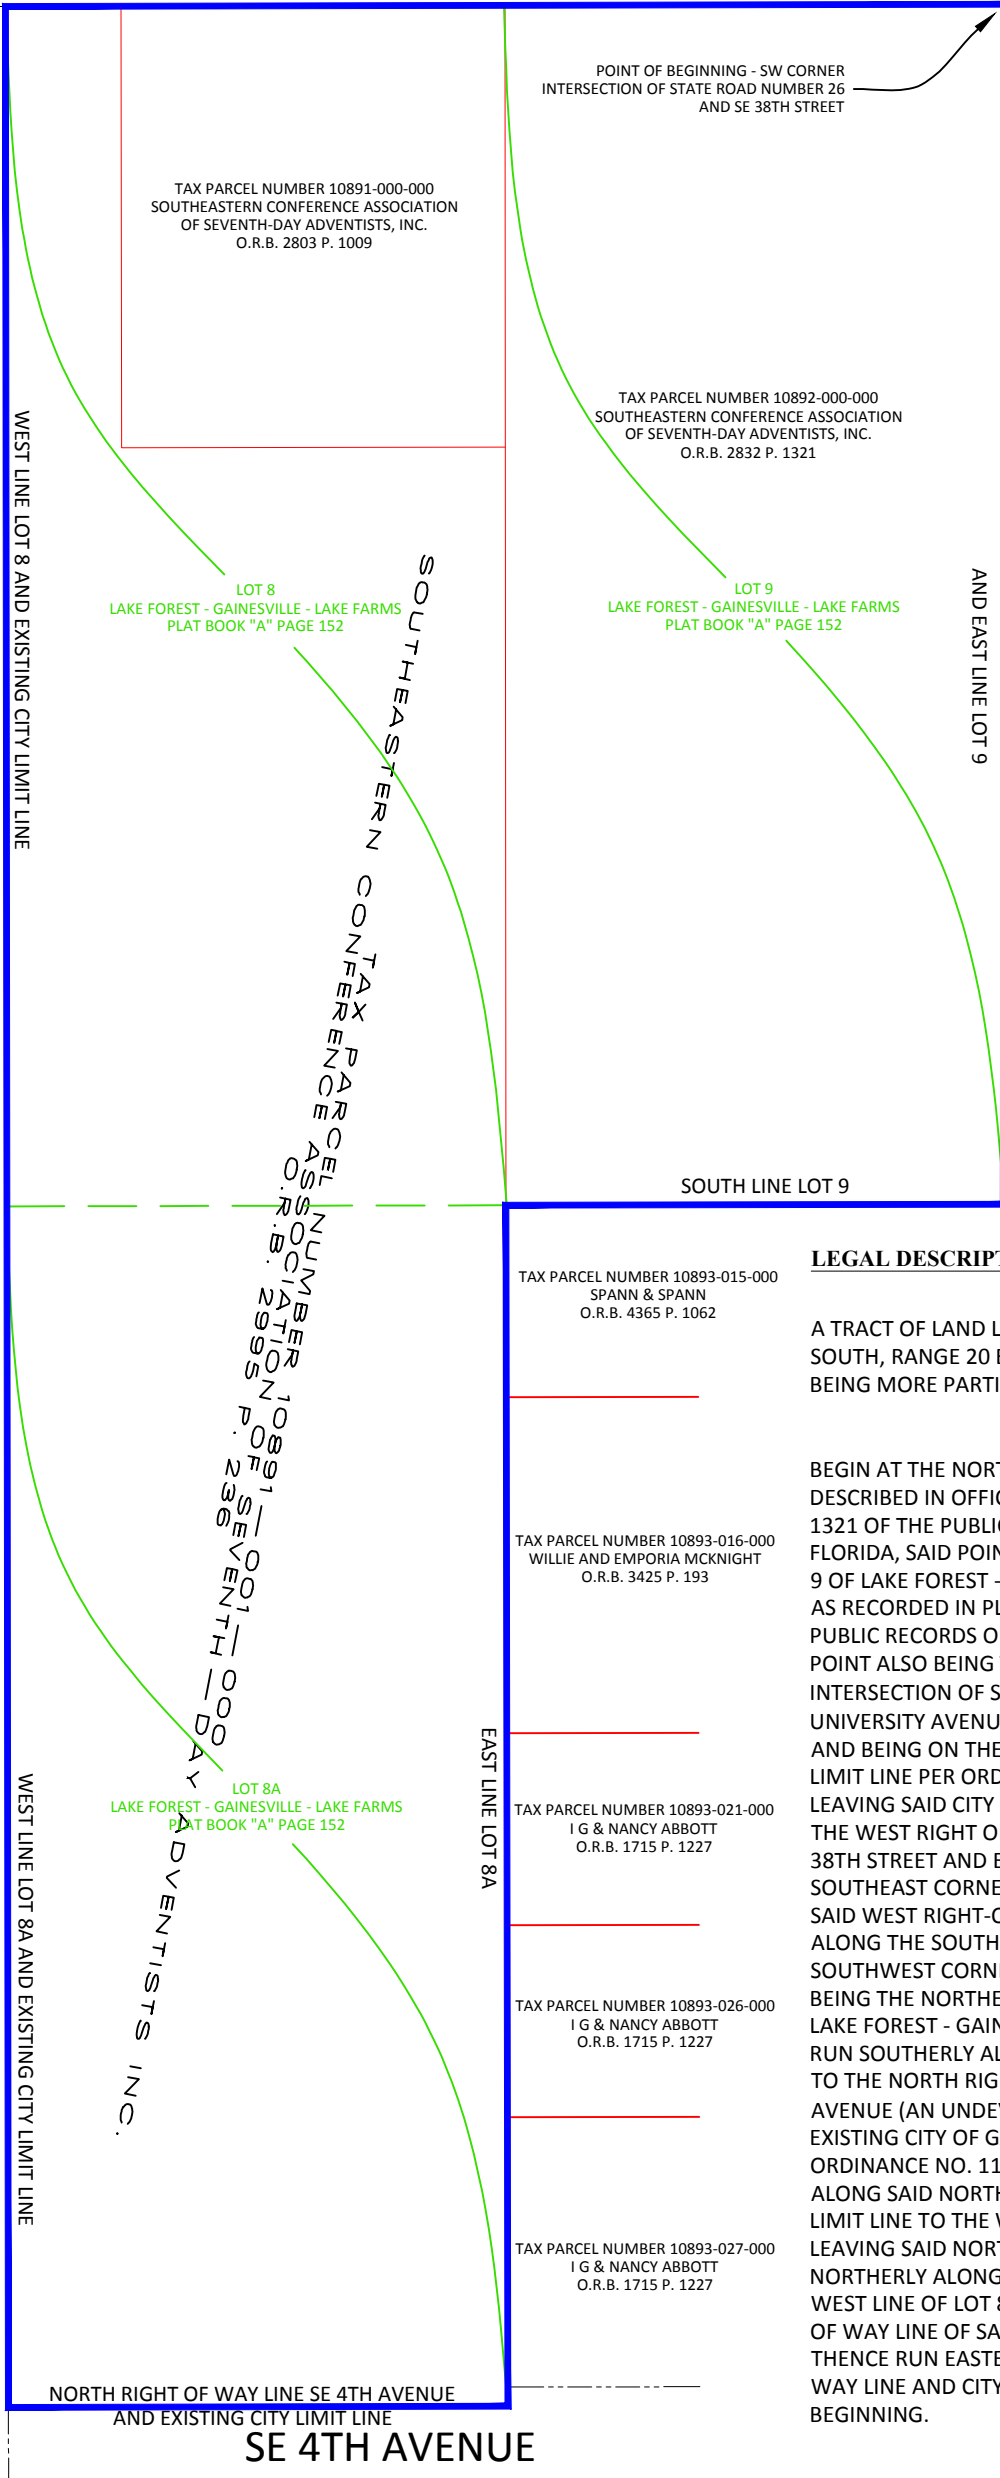 POINT OF BEGINNING - SW CORNER
INTERSECTION OF STATE ROAD NUMBER 26
AND SE 38TH STREET
TAX PARCEL NUMBER 10891-000-000
SOUTHEASTERN CONFERENCE ASSOCIATION
OF SEVENTH-DAY ADVENTISTS, INC.
O.R.B. 2803 P. 1009
TAX PARCEL NUMBER 10892-000-000
SOUTHEASTERN CONFERENCE ASSOCIATION
OF SEVENTH-DAY ADVENTISTS, INC.
O.R.B. 2832 P. 1321
WEST LINE LOT 8 AND EXISTING CITY LIMIT LINE
LOT 8
LAKE FOREST - GAINESVILLE - LAKE FARMS
PLAT BOOK "A" PAGE 152
LOT 9
LAKE FOREST - GAINESVILLE - LAKE FARMS
PLAT BOOK "A" PAGE 152
AND EAST LINE LOT 9
TAX PARCEL NUMBER 10891-001-000
SOUTHEASTERN CONFERENCE ASSOCIATION OF SEVENTH-DAY ADVENTISTS INC.
O.R.B. 2995 P. 236
SOUTH LINE LOT 9
TAX PARCEL NUMBER 10893-015-000
SPANN & SPANN
O.R.B. 4365 P. 1062
TAX PARCEL NUMBER 10893-016-000
WILLIE AND EMPORIA MCKNIGHT
O.R.B. 3425 P. 193
EAST LINE LOT 8A
TAX PARCEL NUMBER 10893-021-000
I G & NANCY ABBOTT
O.R.B. 1715 P. 1227
WEST LINE LOT 8A AND EXISTING CITY LIMIT LINE
LOT 8A
LAKE FOREST - GAINESVILLE - LAKE FARMS
PLAT BOOK "A" PAGE 152
TAX PARCEL NUMBER 10893-026-000
I G & NANCY ABBOTT
O.R.B. 1715 P. 1227
TAX PARCEL NUMBER 10893-027-000
I G & NANCY ABBOTT
O.R.B. 1715 P. 1227
NORTH RIGHT OF WAY LINE SE 4TH AVENUE
AND EXISTING CITY LIMIT LINE
SE 4TH AVENUE
LEGAL DESCRIPT
A TRACT OF LAND L
SOUTH, RANGE 20 E
BEING MORE PARTI
BEGIN AT THE NORT
DESCRIBED IN OFFIC
1321 OF THE PUBLIC
FLORIDA, SAID POIN
9 OF LAKE FOREST -
AS RECORDED IN PL
PUBLIC RECORDS O
POINT ALSO BEING
INTERSECTION OF S
UNIVERSITY AVENU
AND BEING ON THE
LIMIT LINE PER ORD
LEAVING SAID CITY
THE WEST RIGHT O
38TH STREET AND E
SOUTHEAST CORNE
SAID WEST RIGHT-O
ALONG THE SOUTH
SOUTHWEST CORN
BEING THE NORTHE
LAKE FOREST - GAIN
RUN SOUTHERLY AL
TO THE NORTH RIG
AVENUE (AN UNDEV
EXISTING CITY OF G
ORDINANCE NO. 11
ALONG SAID NORTH
LIMIT LINE TO THE W
LEAVING SAID NORT
NORTHERLY ALONG
WEST LINE OF LOT 8
OF WAY LINE OF SA
THENCE RUN EASTE
WAY LINE AND CITY
BEGINNING.